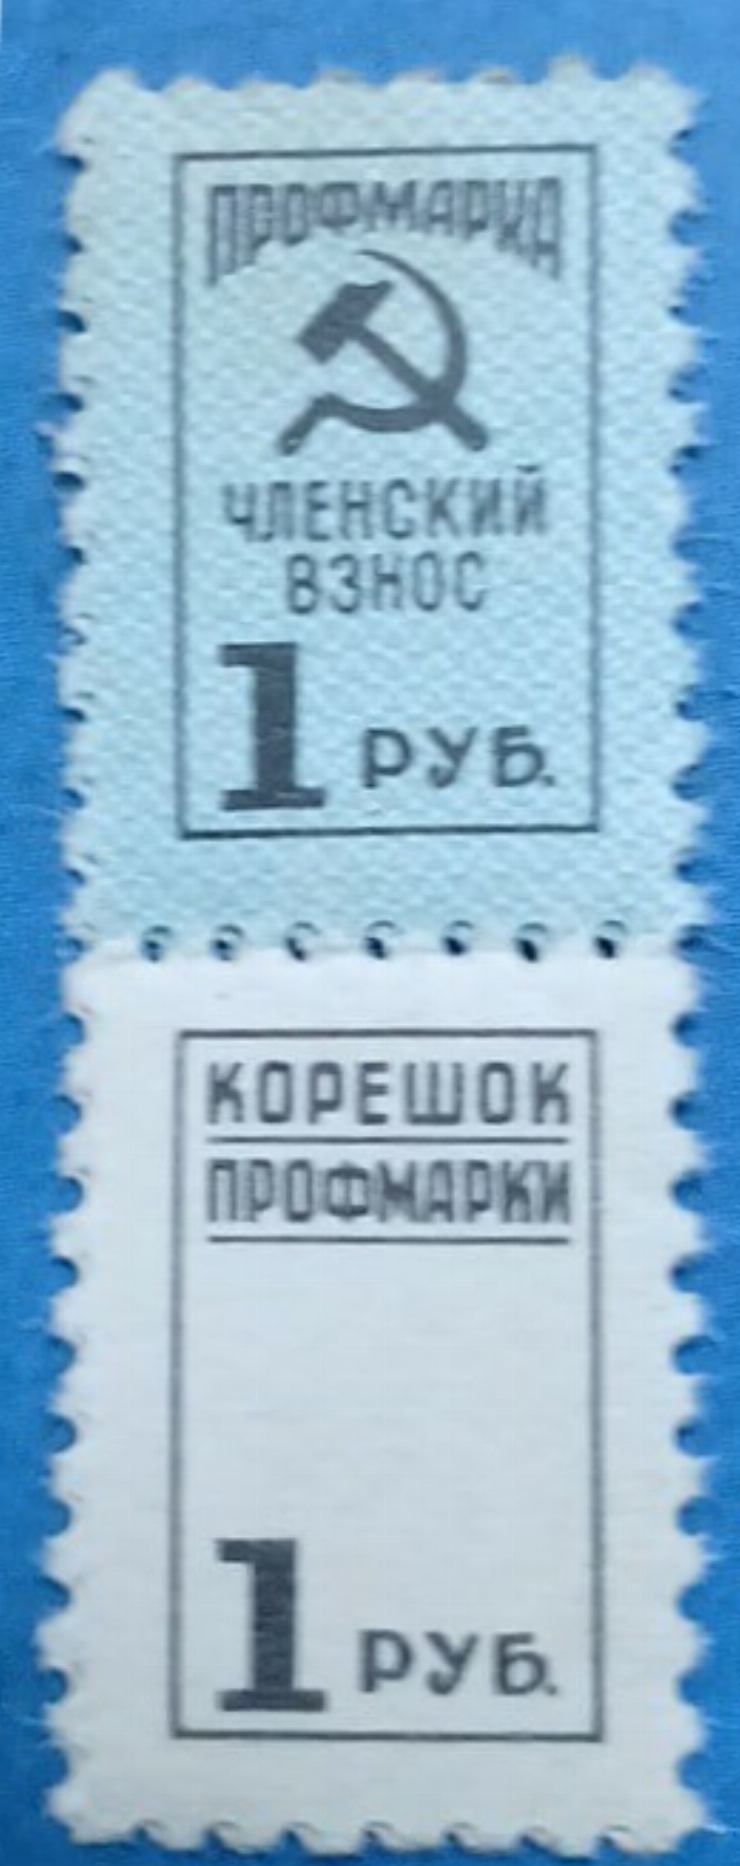 ПРОФМАРКА
ЧЛЕНСКИЙ
ВЗНОС
1 РУБ.
КОРЕШОК
ПРОФМАРКИ
1 РУБ.